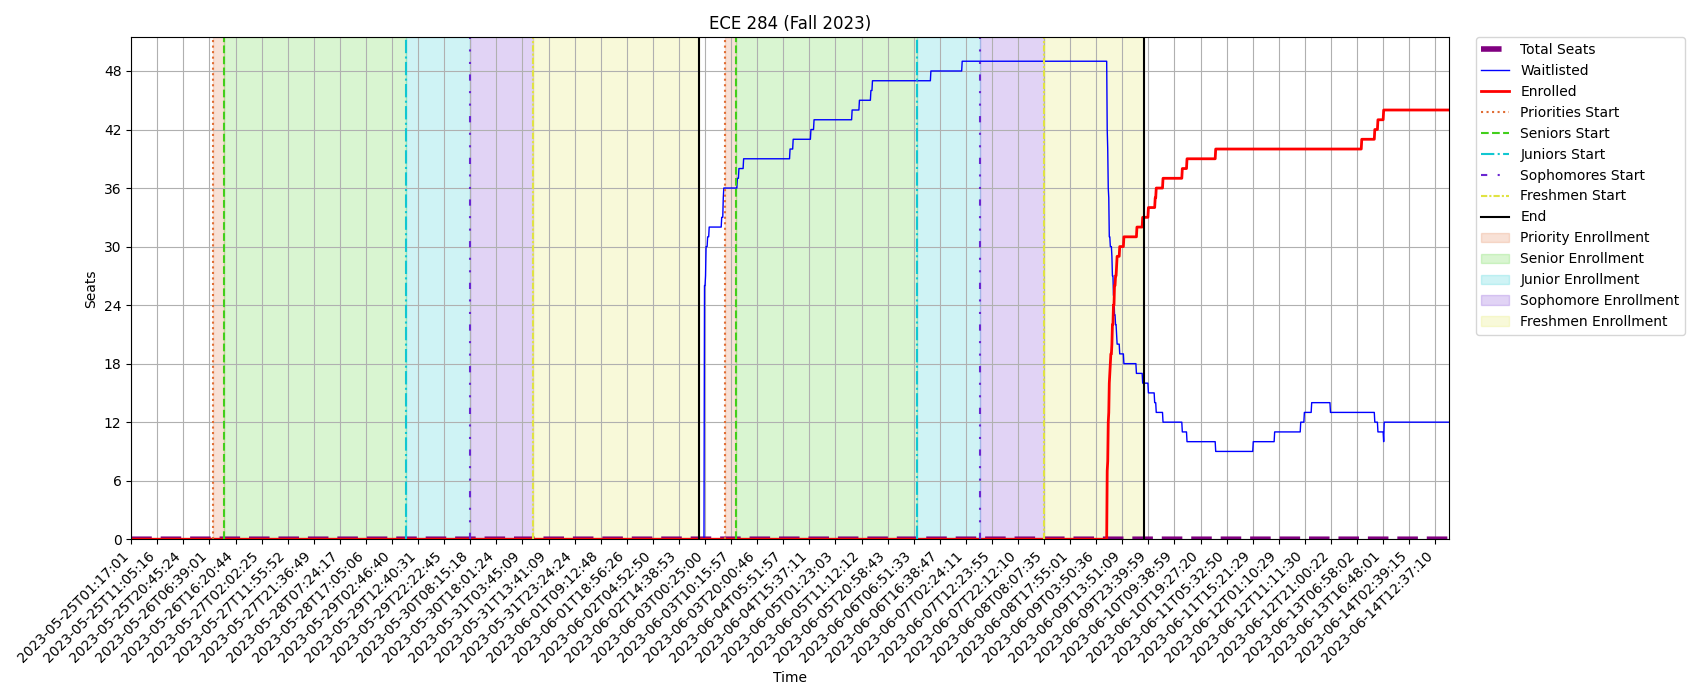 ECE 284 (Fall 2023)
Seats
48
42
36
30
24
18
12
6
0
2023-05-25T01:17:01
2023-05-25T11:05:16
2023-05-25T20:45:24
2023-05-26T06:39:01
2023-05-26T16:20:44
2023-05-27T02:02:25
2023-05-27T11:55:52
2023-05-27T21:36:49
2023-05-28T07:24:17
2023-05-28T17:05:06
2023-05-29T02:46:40
2023-05-29T12:40:31
2023-05-29T22:22:45
2023-05-30T08:15:18
2023-05-30T18:01:24
2023-05-31T03:45:09
2023-05-31T13:41:09
2023-05-31T23:24:24
2023-06-01T09:12:48
2023-06-01T18:56:26
2023-06-02T04:52:50
2023-06-02T14:38:53
2023-06-03T00:25:00
2023-06-03T10:15:57
2023-06-03T20:00:46
2023-06-04T05:51:57
2023-06-04T15:37:11
2023-06-05T01:23:03
2023-06-05T11:12:12
2023-06-05T20:58:43
2023-06-06T06:51:33
2023-06-06T16:38:47
2023-06-07T02:24:11
2023-06-07T12:23:55
2023-06-07T22:12:10
2023-06-08T08:07:35
2023-06-08T17:55:01
2023-06-09T03:50:36
2023-06-09T13:51:09
2023-06-09T23:39:59
2023-06-10T09:38:59
2023-06-10T19:27:20
2023-06-11T05:32:50
2023-06-11T15:21:29
2023-06-12T01:10:29
2023-06-12T11:11:30
2023-06-12T21:00:22
2023-06-13T06:58:02
2023-06-13T16:48:01
2023-06-14T02:39:15
2023-06-14T12:37:10
Time
Total Seats
Waitlisted
Enrolled
Priorities Start
Seniors Start
Juniors Start
Sophomores Start
Freshmen Start
End
Priority Enrollment
Senior Enrollment
Junior Enrollment
Sophomore Enrollment
Freshmen Enrollment